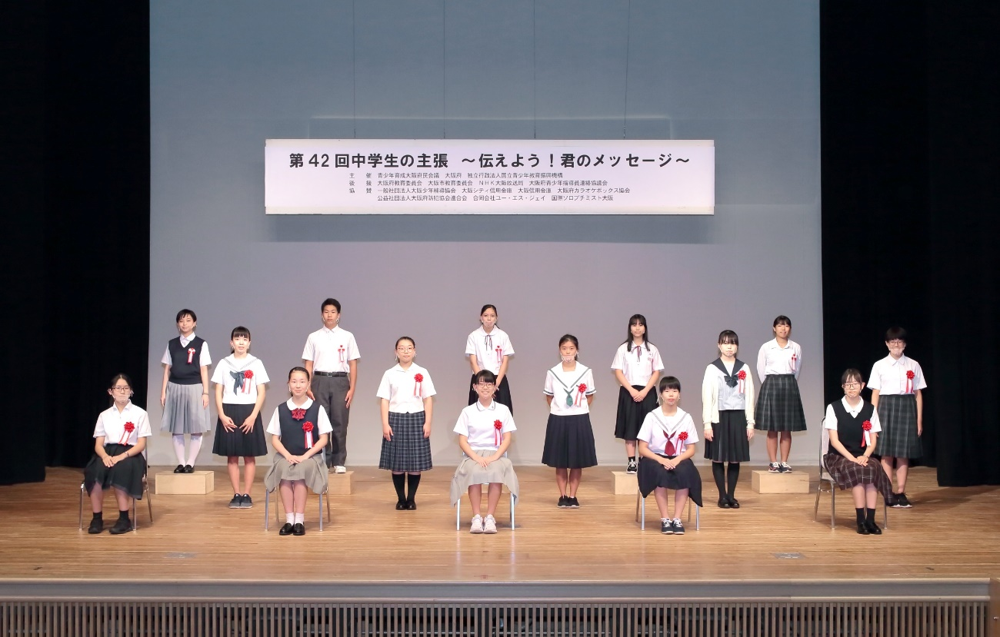 第42回中学生の主張 ～伝えよう！君のメッセージ～
主 催 青少年育成大阪府民会議 大阪府 独立行政法人国立青少年教育振興機構
後 援 大阪府教育委員会 大阪市教育委員会 NHK大阪放送局 大阪府青少年指導員連絡協議会
協 賛 一般社団法人大阪少年補導協会 大阪シティ信用金庫 大阪信用金庫 大阪府カラオケボックス協会
公益社団法人大阪府防犯協会連合会 合同会社ユー・エス・ジェイ 国際ソロプチミスト大阪